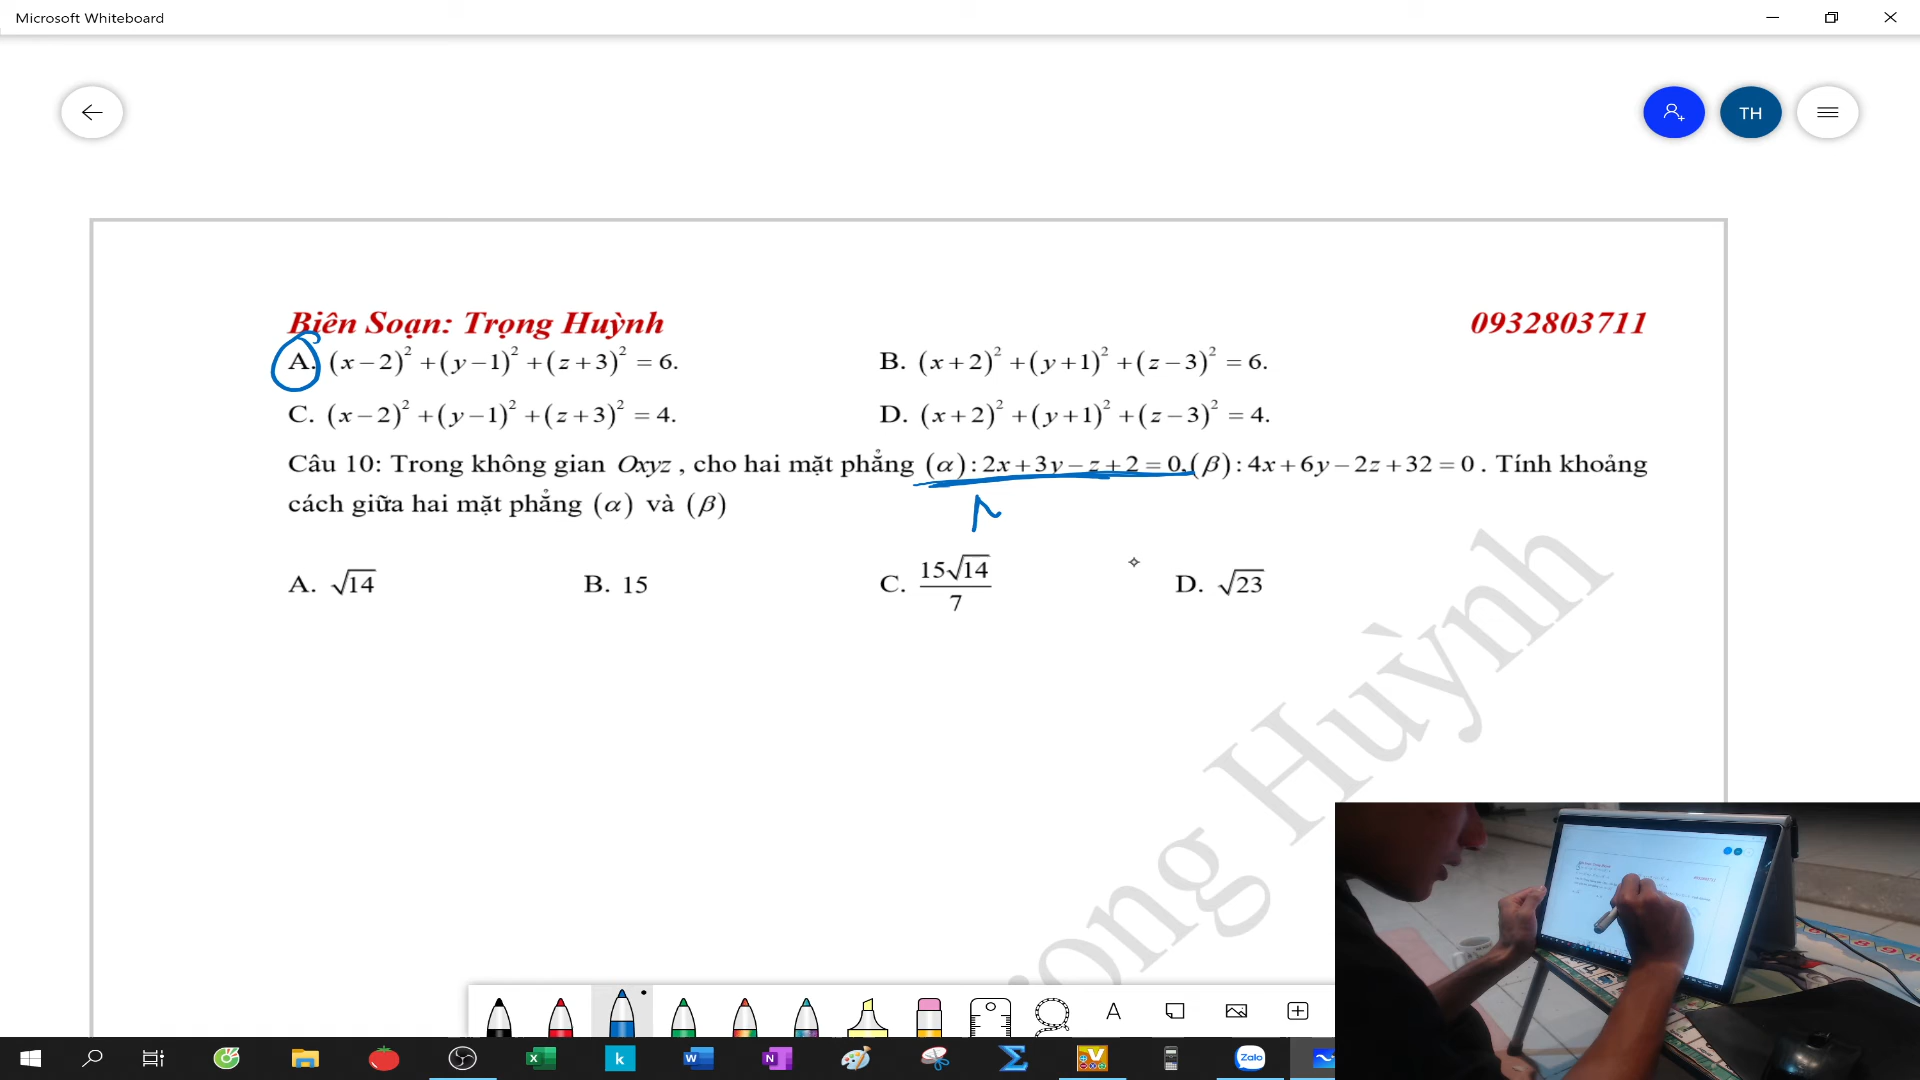 Microsoft Whiteboard
TH
Biên Soạn: Trọng Huỳnh 0932803711
A. (x−2)² + (y−1)² + (z+3)² = 6. B. (x+2)² + (y+1)² + (z−3)² = 6.
C. (x−2)² + (y−1)² + (z+3)² = 4. D. (x+2)² + (y+1)² + (z−3)² = 4.
Câu 10: Trong không gian Oxyz , cho hai mặt phẳng (α): 2x+3y−z+2=0,(β): 4x+6y−2z+32=0. Tính khoảng
cách giữa hai mặt phẳng (α) và (β)
A. √14 B. 15 C. 15√14/7 D. √23
ong Huỳnh
A
Zalo